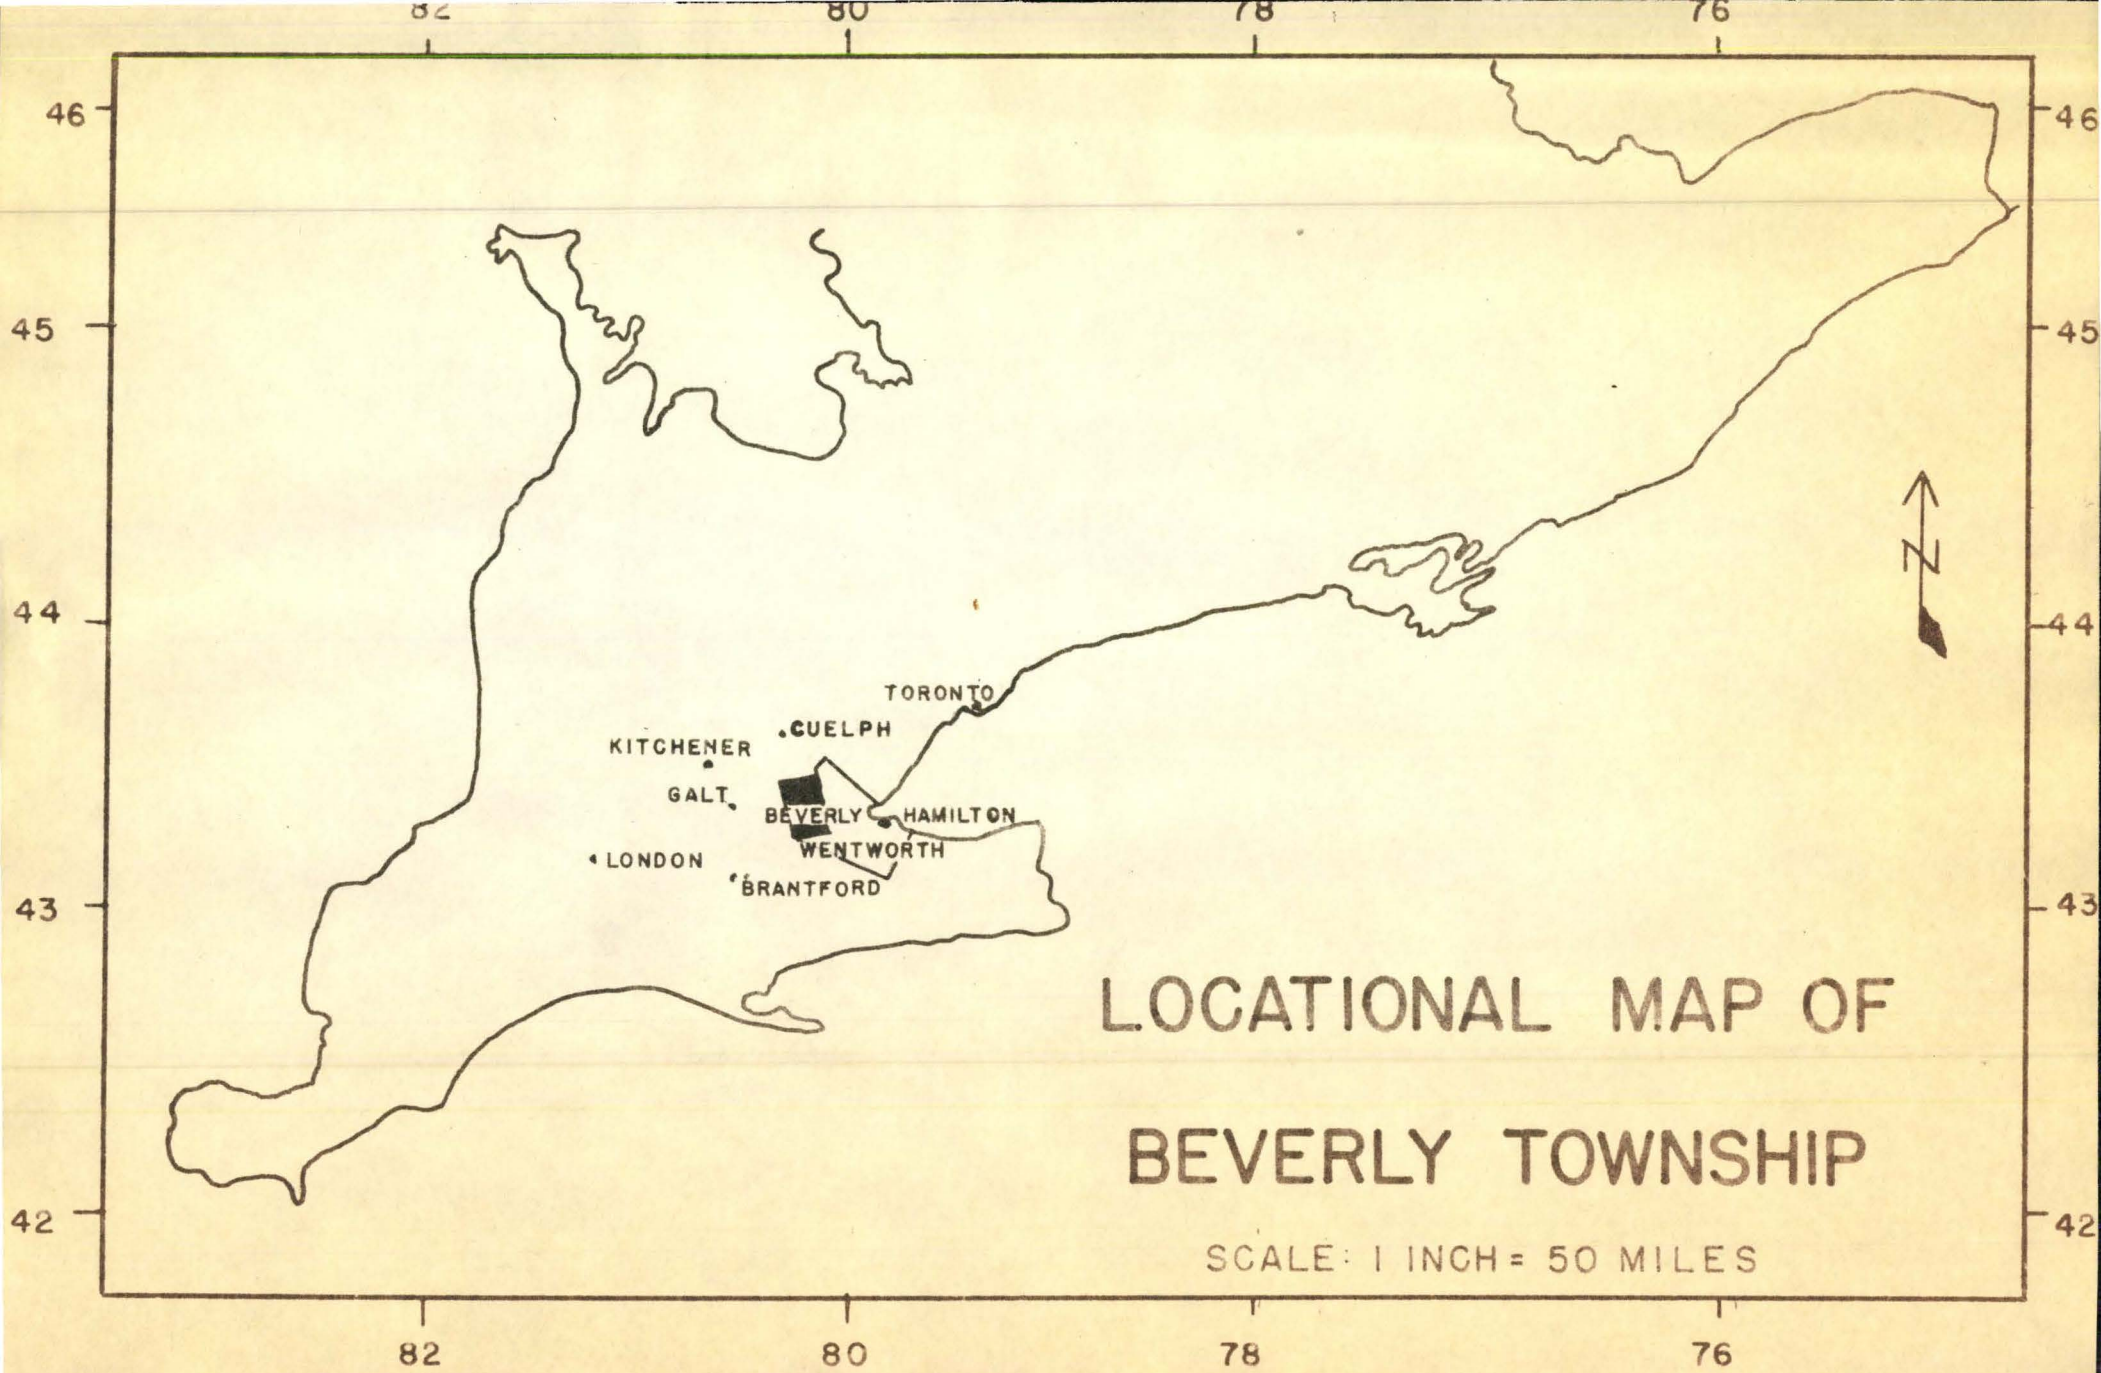 82 80 78 76
46 46
45 45
44 44
TORONTO
GUELPH
KITCHENER
GALT
BEVERLY HAMILTON
WENTWORTH
LONDON
BRANTFORD
43 43
LOCATIONAL MAP OF
BEVERLY TOWNSHIP
N
42 42
SCALE: 1 INCH = 50 MILES
82 80 78 76